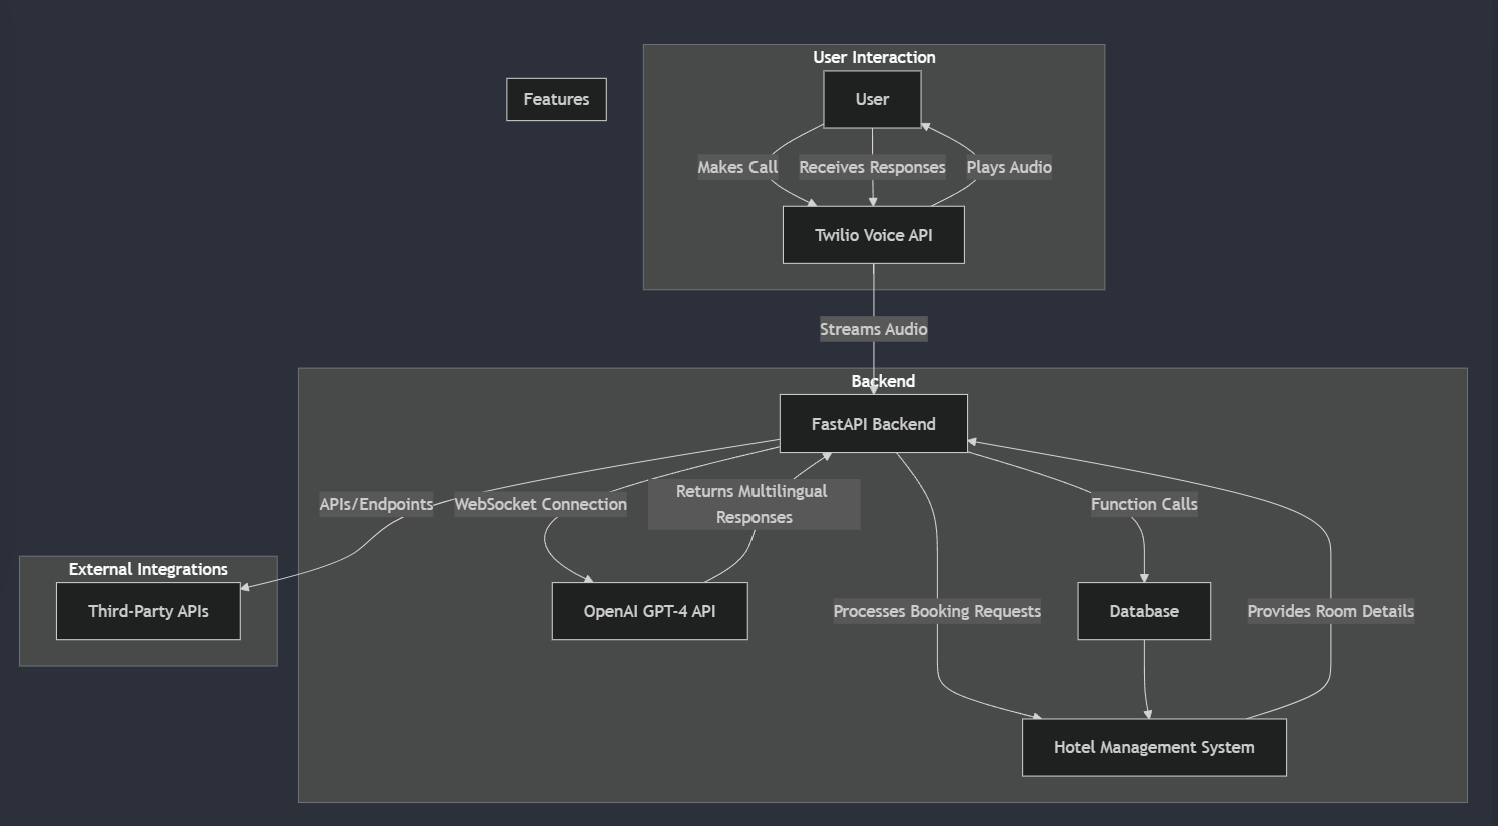 User Interaction
Features
User
Makes Call
Receives Responses
Plays Audio
Twilio Voice API
Streams Audio
Backend
FastAPI Backend
APIs/Endpoints
WebSocket Connection
Returns Multilingual
Responses
Function Calls
External Integrations
Third-Party APIs
OpenAI GPT-4 API
Processes Booking Requests
Database
Provides Room Details
Hotel Management System